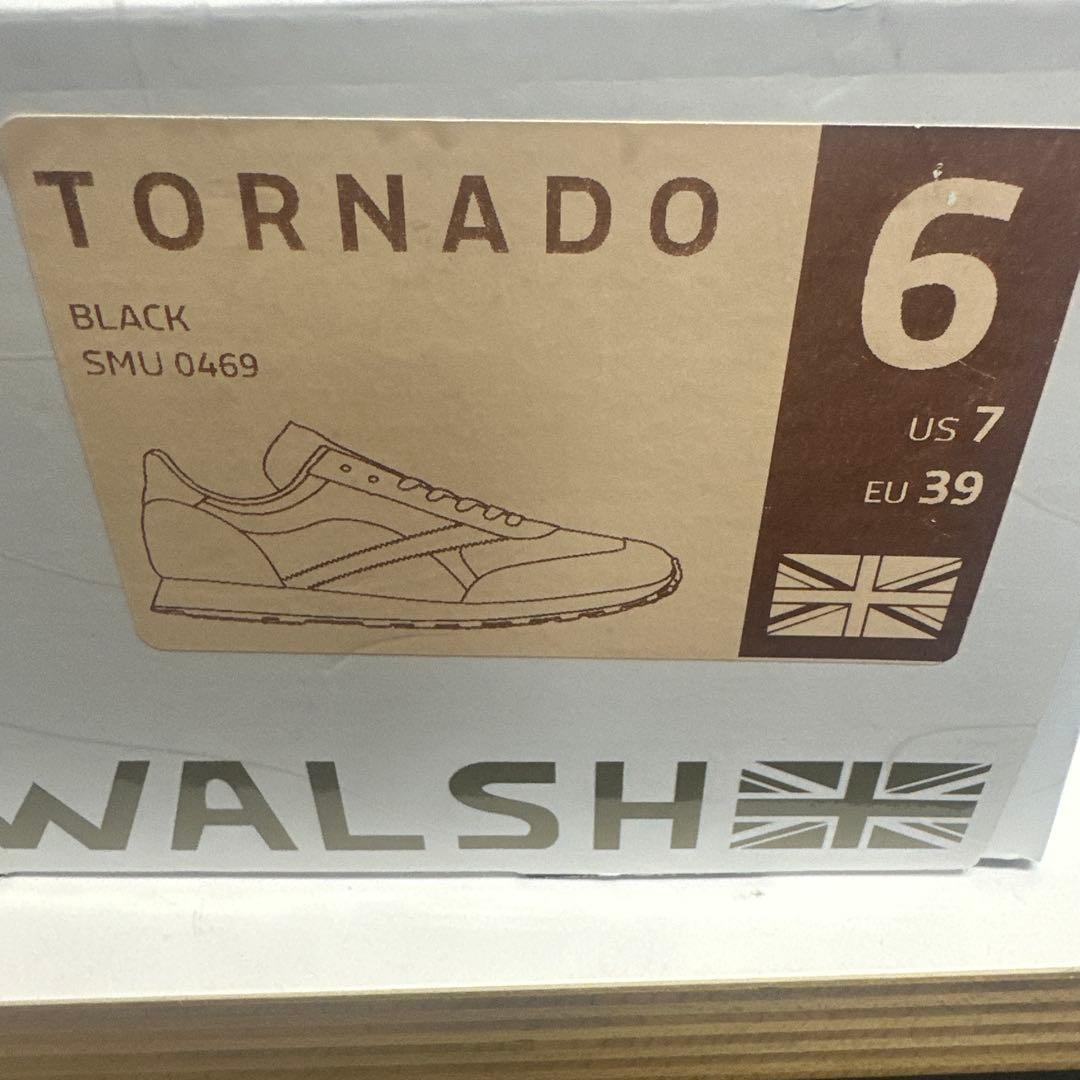 TORNADO
BLACK
SMU 0469
6
US 7
EU 39
WALSH